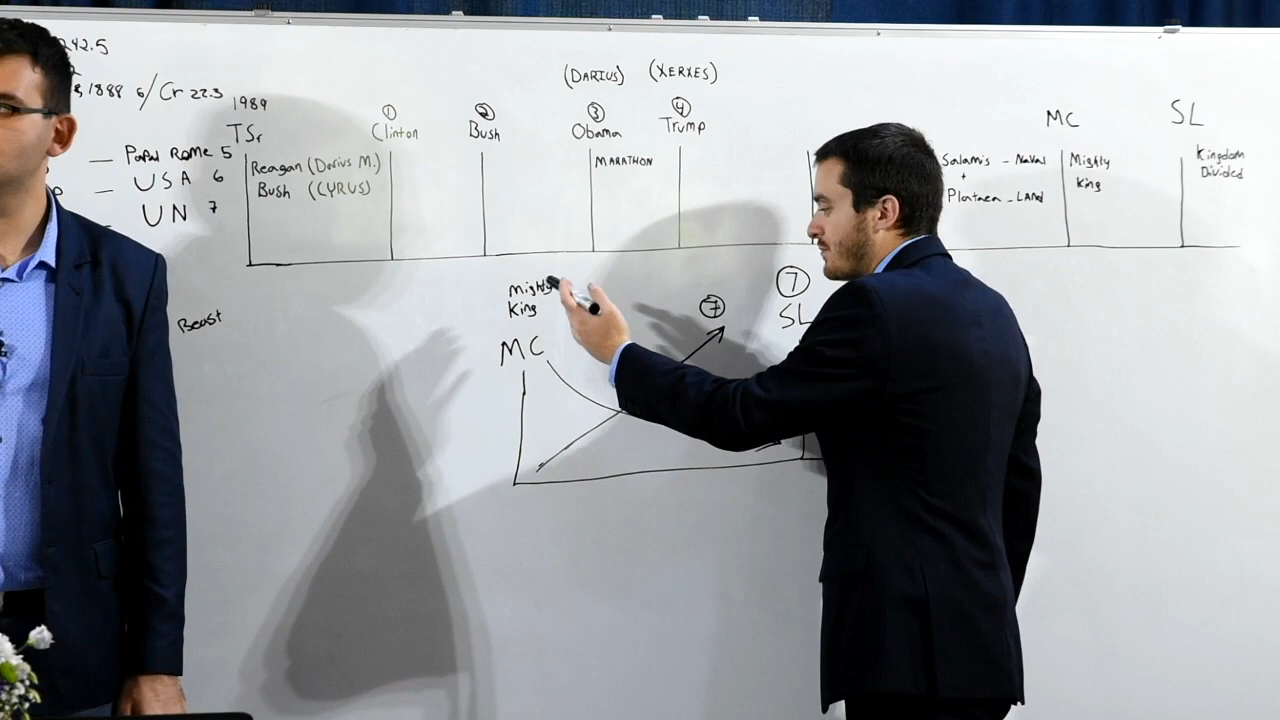 242.5
1888 6/Cr 22.3
1989
(DARIUS) (XERXES)
① ② ③ ④
TSr Clinton Bush Obama Trump MC SL
— Papal Rome 5
— USA 6
UN 7
Reagan (Darius M.)
Bush (CYRUS)
MARATHON
Salamis - Naval
+
Plataea - LAnd
Mighty
King
Kingdom
Divided
Beast
Mighty
King
MC
⑦
⑦
SL